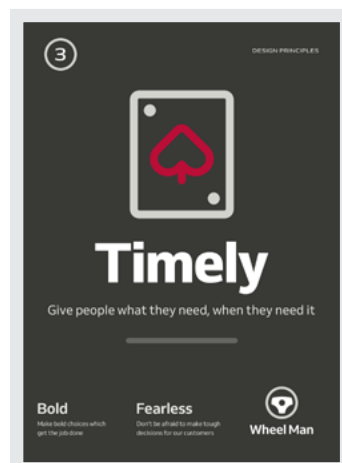 3
DESIGN PRINCIPLES
Timely
Give people what they need, when they need it
Bold
Make bold choices which
get the job done
Fearless
Don't be afraid to make tough
decisions for our customers
Wheel Man